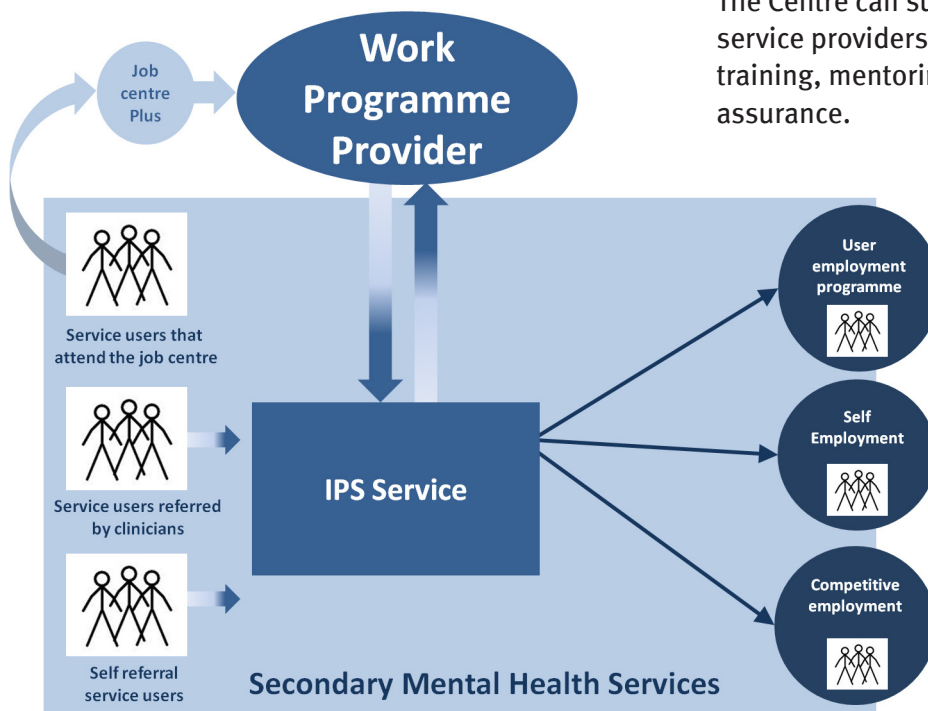 The Centre can
service providers
training,
assurance.
Job
centre
Plus
Work
Programme
Provider
Service users that
attend the job centre
Service users referred
by clinicians
Self referral
service users
IPS Service
User
employment
programme
Self
Employment
Competitive
employment
Secondary Mental Health Services